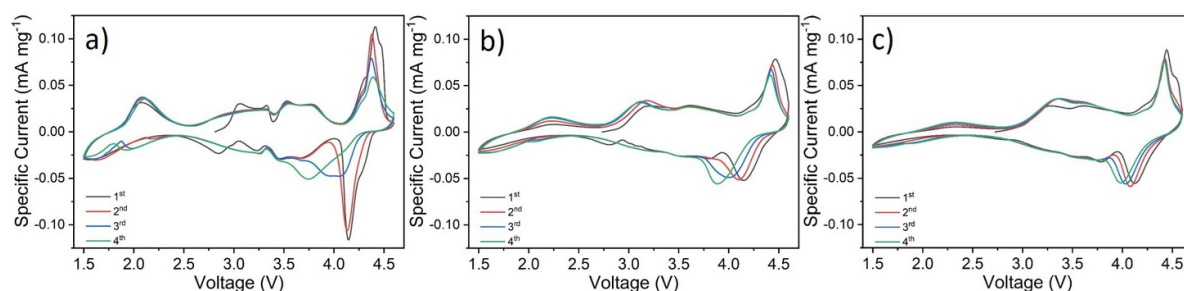 a)
Specific Current (mA mg⁻¹)
0.10
0.05
0.00
-0.05
-0.10
1st
2nd
3rd
4th
1.5 2.0 2.5 3.0 3.5 4.0 4.5
Voltage (V)
b)
Specific Current (mA mg⁻¹)
0.10
0.05
0.00
-0.05
-0.10
1st
2nd
3rd
4th
1.5 2.0 2.5 3.0 3.5 4.0 4.5
Voltage (V)
c)
Specific Current (mA mg⁻¹)
0.10
0.05
0.00
-0.05
-0.10
1st
2nd
3rd
4th
1.5 2.0 2.5 3.0 3.5 4.0 4.5
Voltage (V)